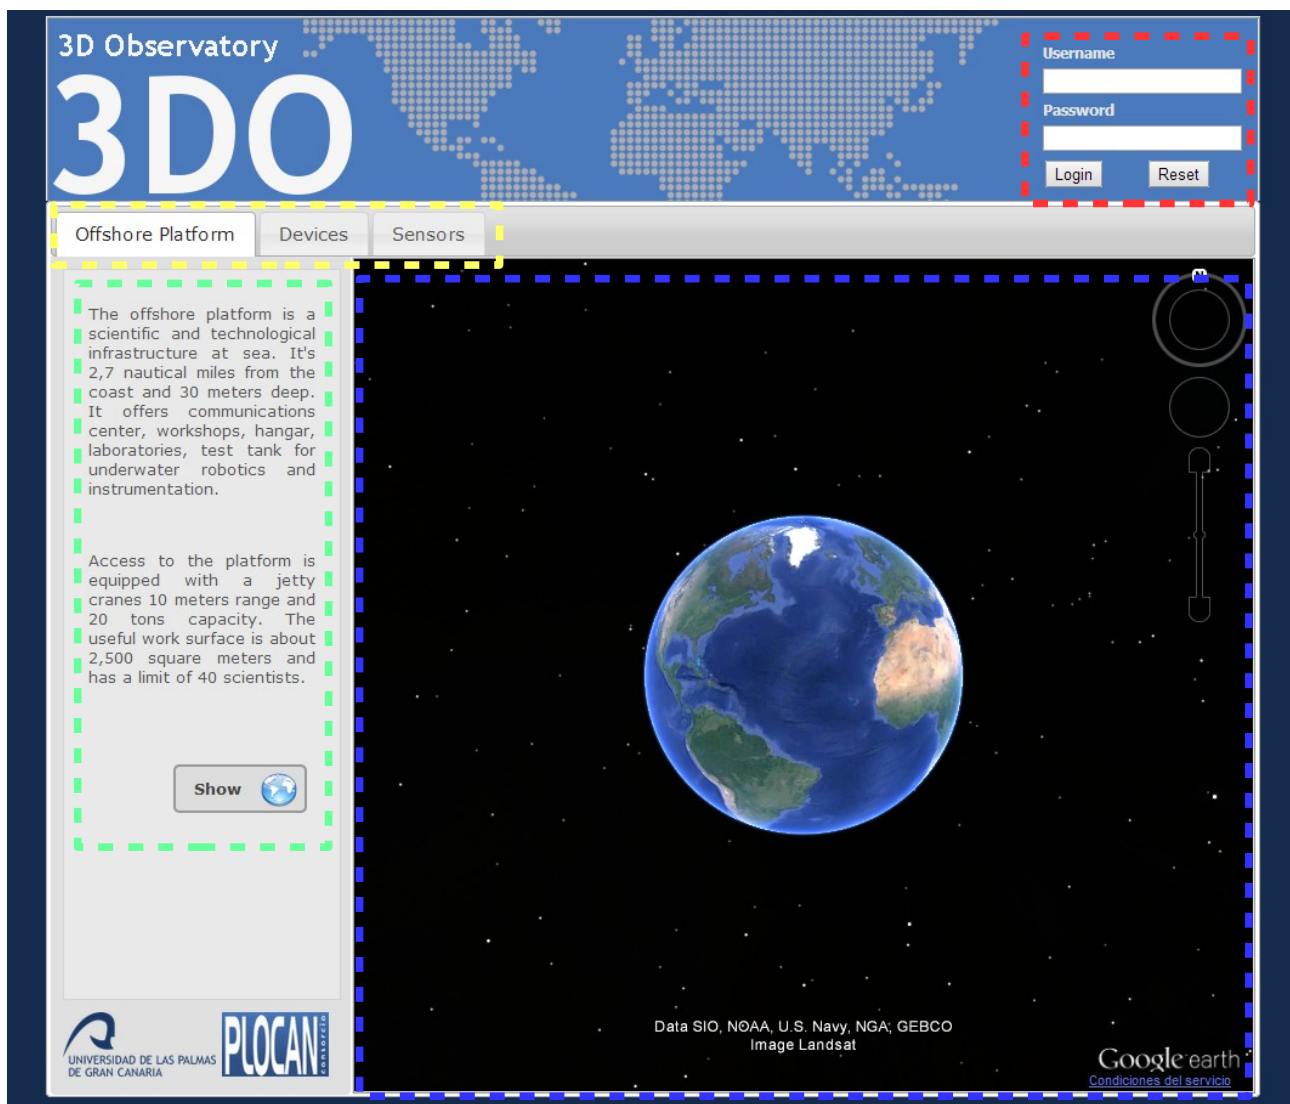 3D Observatory
3DO
Username
Password
Login
Reset
Offshore Platform
Devices
Sensors
The offshore platform is a
scientific and technological
infrastructure at sea. It's
2,7 nautical miles from the
coast and 30 meters deep.
It offers communications
center, workshops, hangar,
laboratories, test tank for
underwater robotics and
instrumentation.
Access to the platform is
equipped with a jetty
cranes 10 meters range and
20 tons capacity. The
useful work surface is about
2,500 square meters and
has a limit of 40 scientists.
Show
UNIVERSIDAD DE LAS PALMAS
DE GRAN CANARIA
PLOCAN
consorcio
Data SIO, NOAA, U.S. Navy, NGA, GEBCO
Image Landsat
Google earth
Condiciones del servicio